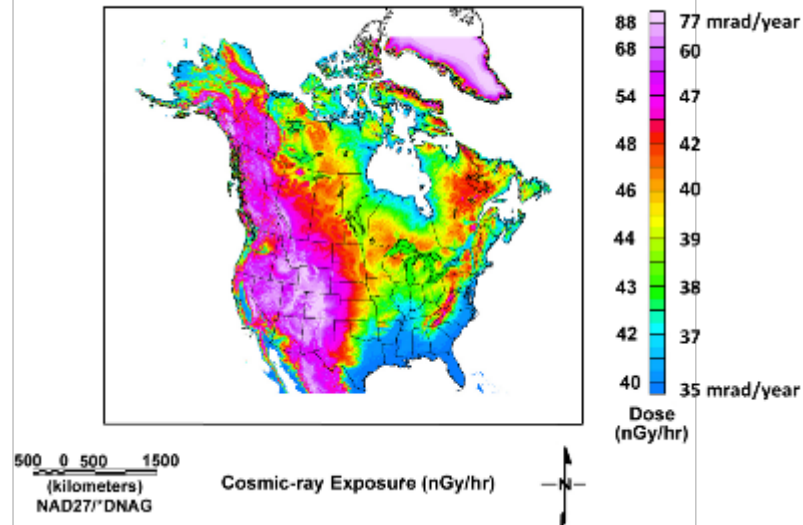 88 77 mrad/year
68 60
54 47
48 42
46 40
44 39
43 38
42 37
40 35 mrad/year
Dose
(nGy/hr)
500 0 500 1500
(kilometers)
NAD27/*DNAG
Cosmic-ray Exposure (nGy/hr)
N